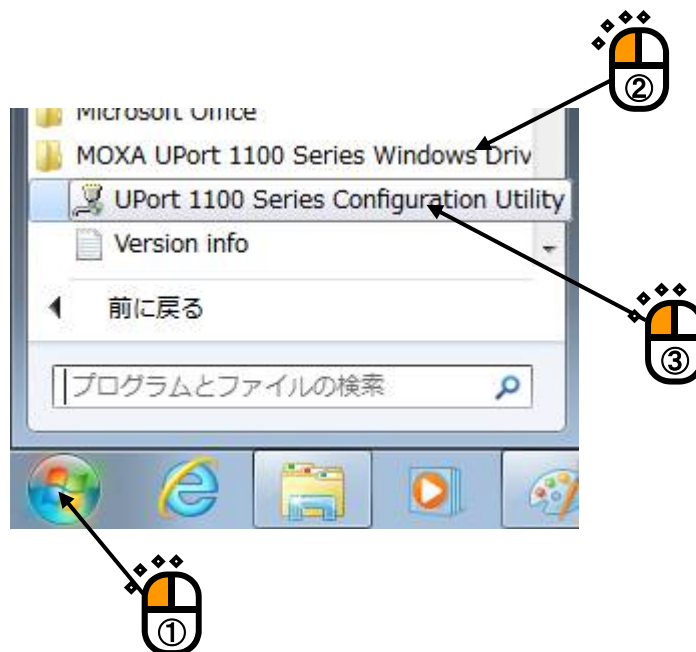 ②
Microsoft Office
MOXA UPort 1100 Series Windows Driv
UPort 1100 Series Configuration Utility
Version info
前に戻る
③
プログラムとファイルの検索
①